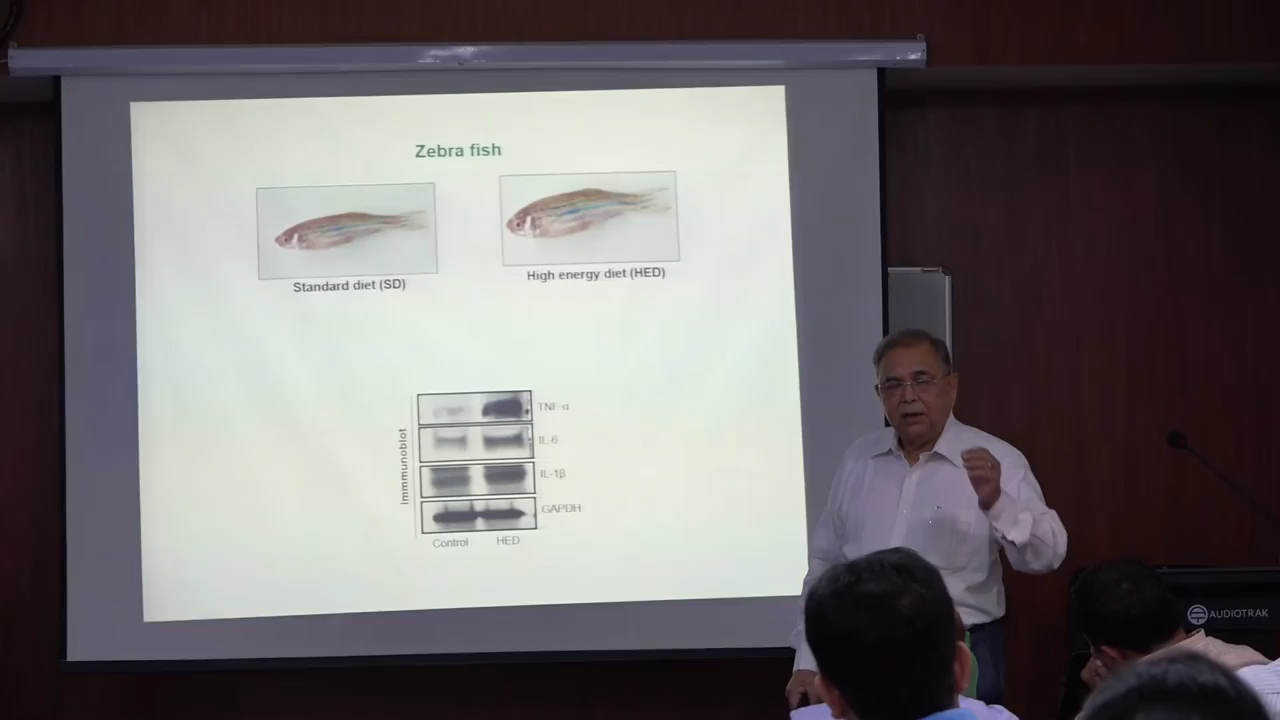 Zebra fish
Standard diet (SD)
High energy diet (HED)
immunoblot
TNF-α
IL-6
IL-1β
GAPDH
Control
HED
AUDIOTRAK